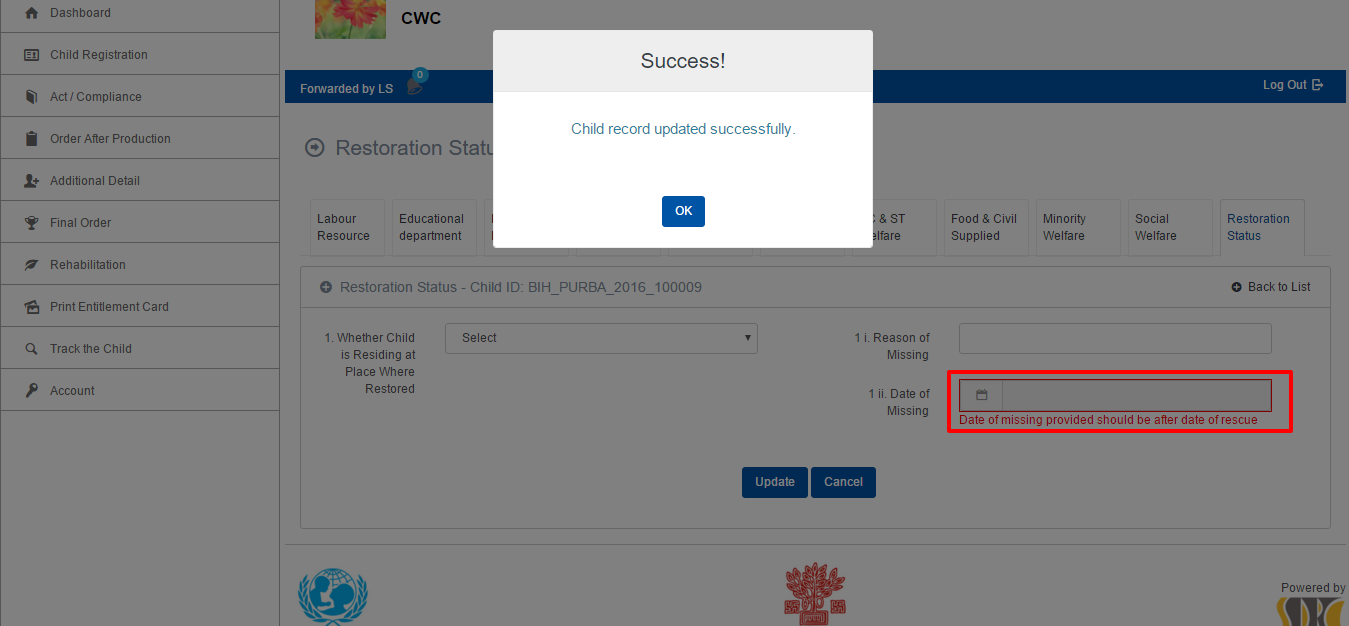 Dashboard
Child Registration
Act / Compliance
Order After Production
Additional Detail
Final Order
Rehabilitation
Print Entitlement Card
Track the Child
Account
CWC
Forwarded by LS
0
Log Out
Success!
Child record updated successfully.
OK
Restoration Statu
Labour
Resource
Educational
department
& ST
elfare
Food & Civil
Supplied
Minority
Welfare
Social
Welfare
Restoration
Status
Restoration Status - Child ID: BIH_PURBA_2016_100009
Back to List
1. Whether Child
is Residing at
Place Where
Restored
Select
1 i. Reason of
Missing
1 ii. Date of
Missing
Date of missing provided should be after date of rescue
Update
Cancel
Powered by